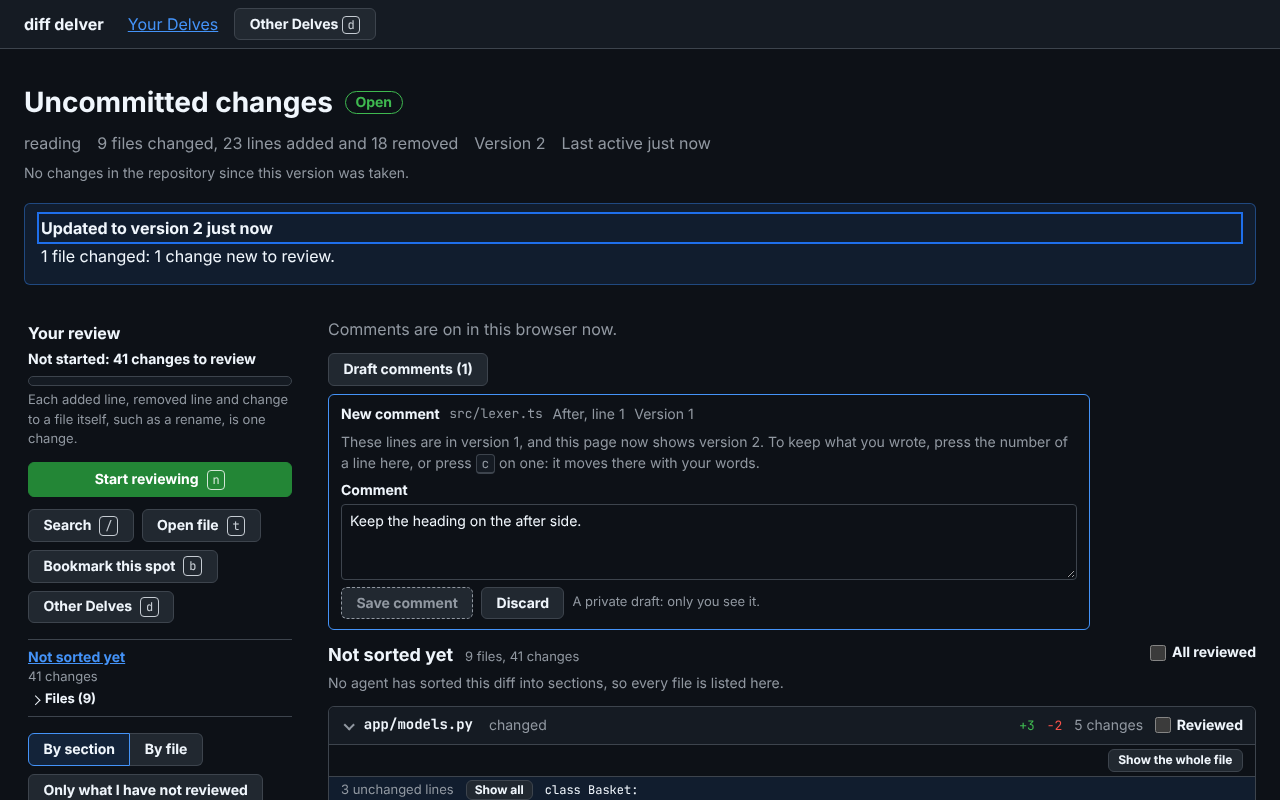 diff delver Your Delves Other Delves d
Uncommitted changes Open
reading 9 files changed, 23 lines added and 18 removed Version 2 Last active just now
No changes in the repository since this version was taken.
Updated to version 2 just now
1 file changed: 1 change new to review.
Your review
Not started: 41 changes to review
Each added line, removed line and change
to a file itself, such as a rename, is one
change.
Start reviewing n
Search / Open file t
Bookmark this spot b
Other Delves d
Not sorted yet
41 changes
Files (9)
By section By file
Only what I have not reviewed
Comments are on in this browser now.
Draft comments (1)
New comment src/lexer.ts After, line 1 Version 1
These lines are in version 1, and this page now shows version 2. To keep what you wrote, press the number of
a line here, or press c on one: it moves there with your words.
Comment
Keep the heading on the after side.
Save comment Discard A private draft: only you see it.
Not sorted yet 9 files, 41 changes All reviewed
No agent has sorted this diff into sections, so every file is listed here.
app/models.py changed +3 -2 5 changes Reviewed
Show the whole file
3 unchanged lines Show all class Basket: